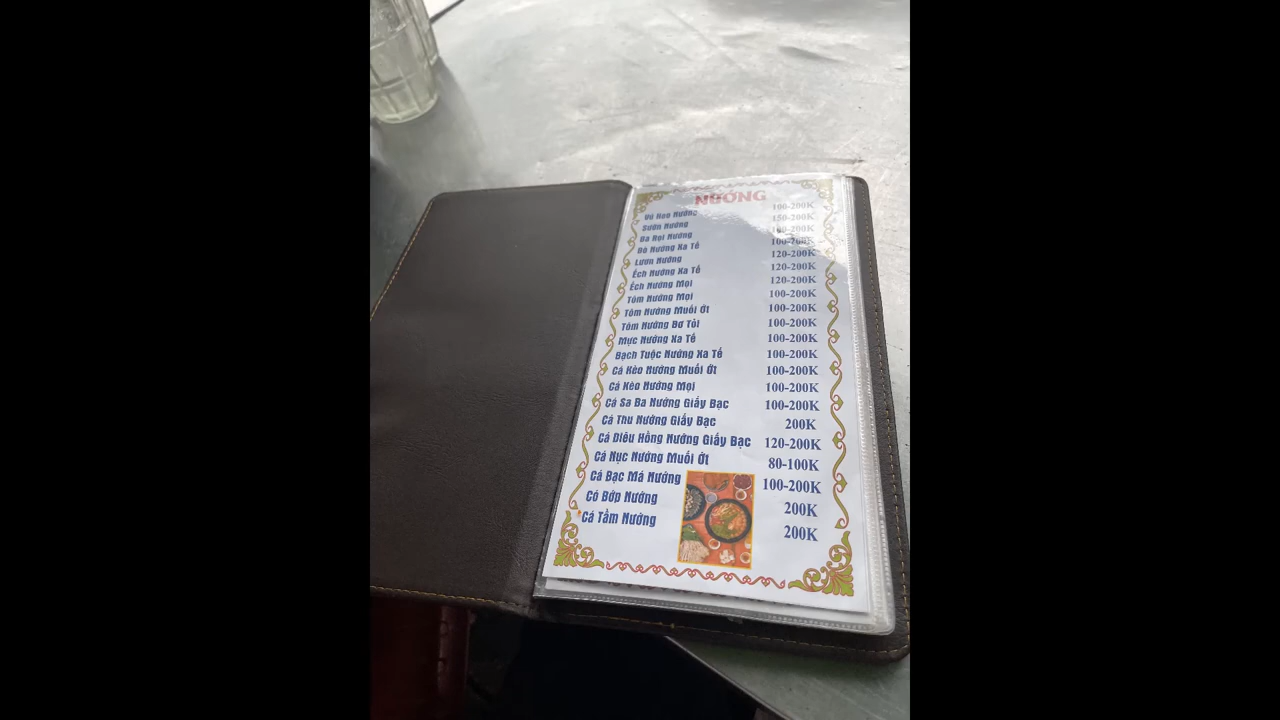 NƯỚNG
Vú Heo Nướng 100-200K
Sườn Nướng 150-200K
Ba Rọi Nướng 100-200K
Bò Nướng Xa Tế 100-200K
Lươn Nướng 120-200K
Ếch Nướng Xa Tế 120-200K
Ếch Nướng Mọi 120-200K
Tôm Nướng Mọi 100-200K
Tôm Nướng Muối Ớt 100-200K
Tôm Nướng Bơ Tỏi 100-200K
Mực Nướng Xa Tế 100-200K
Bạch Tuộc Nướng Xa Tế 100-200K
Cá Kèo Nướng Muối Ớt 100-200K
Cá Kèo Nướng Mọi 100-200K
Cá Sa Ba Nướng Giấy Bạc 100-200K
Cá Thu Nướng Giấy Bạc 200K
Cá Diêu Hồng Nướng Giấy Bạc 120-200K
Cá Nục Nướng Muối Ớt 80-100K
Cá Bạc Má Nướng 100-200K
Cô Bớp Nướng 200K
Cá Tầm Nướng 200K